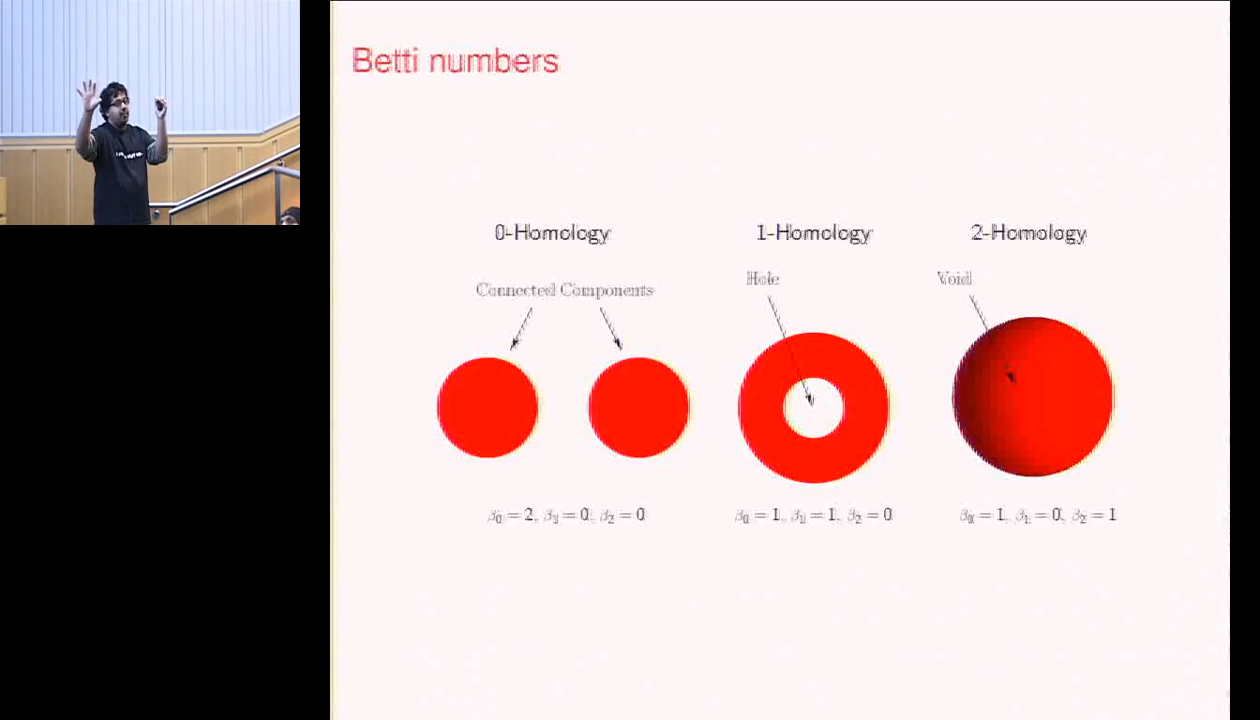 Betti numbers
0-Homology
1-Homology
2-Homology
Connected Components
Hole
Void
β₀ = 2, β₁ = 0, β₂ = 0
β₀ = 1, β₁ = 1, β₂ = 0
β₀ = 1, β₁ = 0, β₂ = 1